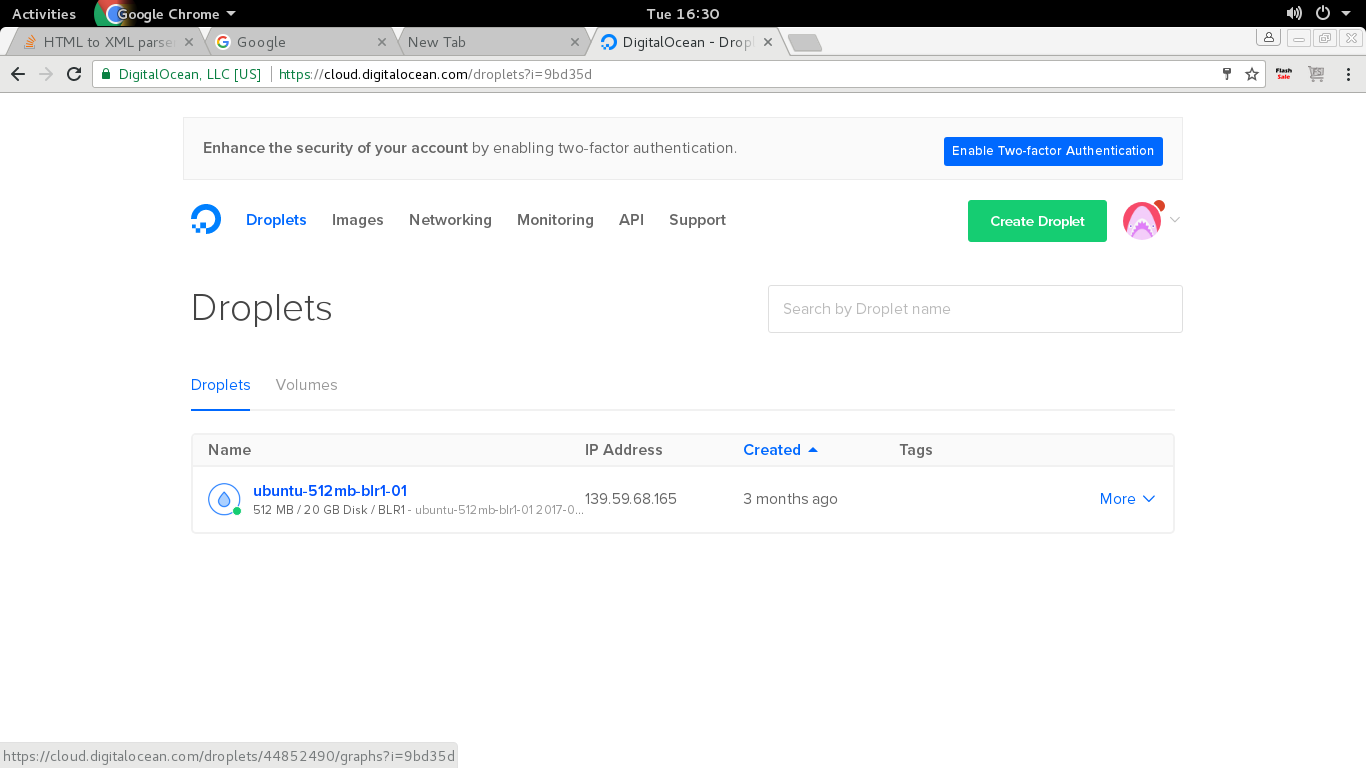 Activities Google Chrome Tue 16:30
HTML to XML parse Google New Tab DigitalOcean - Drop
DigitalOcean, LLC [US] https://cloud.digitalocean.com/droplets?i=9bd35d Flash Sale
Enhance the security of your account by enabling two-factor authentication. Enable Two-factor Authentication
Droplets Images Networking Monitoring API Support Create Droplet
Droplets Search by Droplet name
Droplets Volumes
Name IP Address Created Tags
ubuntu-512mb-blr1-01 139.59.68.165 3 months ago More
512 MB / 20 GB Disk / BLR1 - ubuntu-512mb-blr1-01 2017-0...
https://cloud.digitalocean.com/droplets/44852490/graphs?i=9bd35d